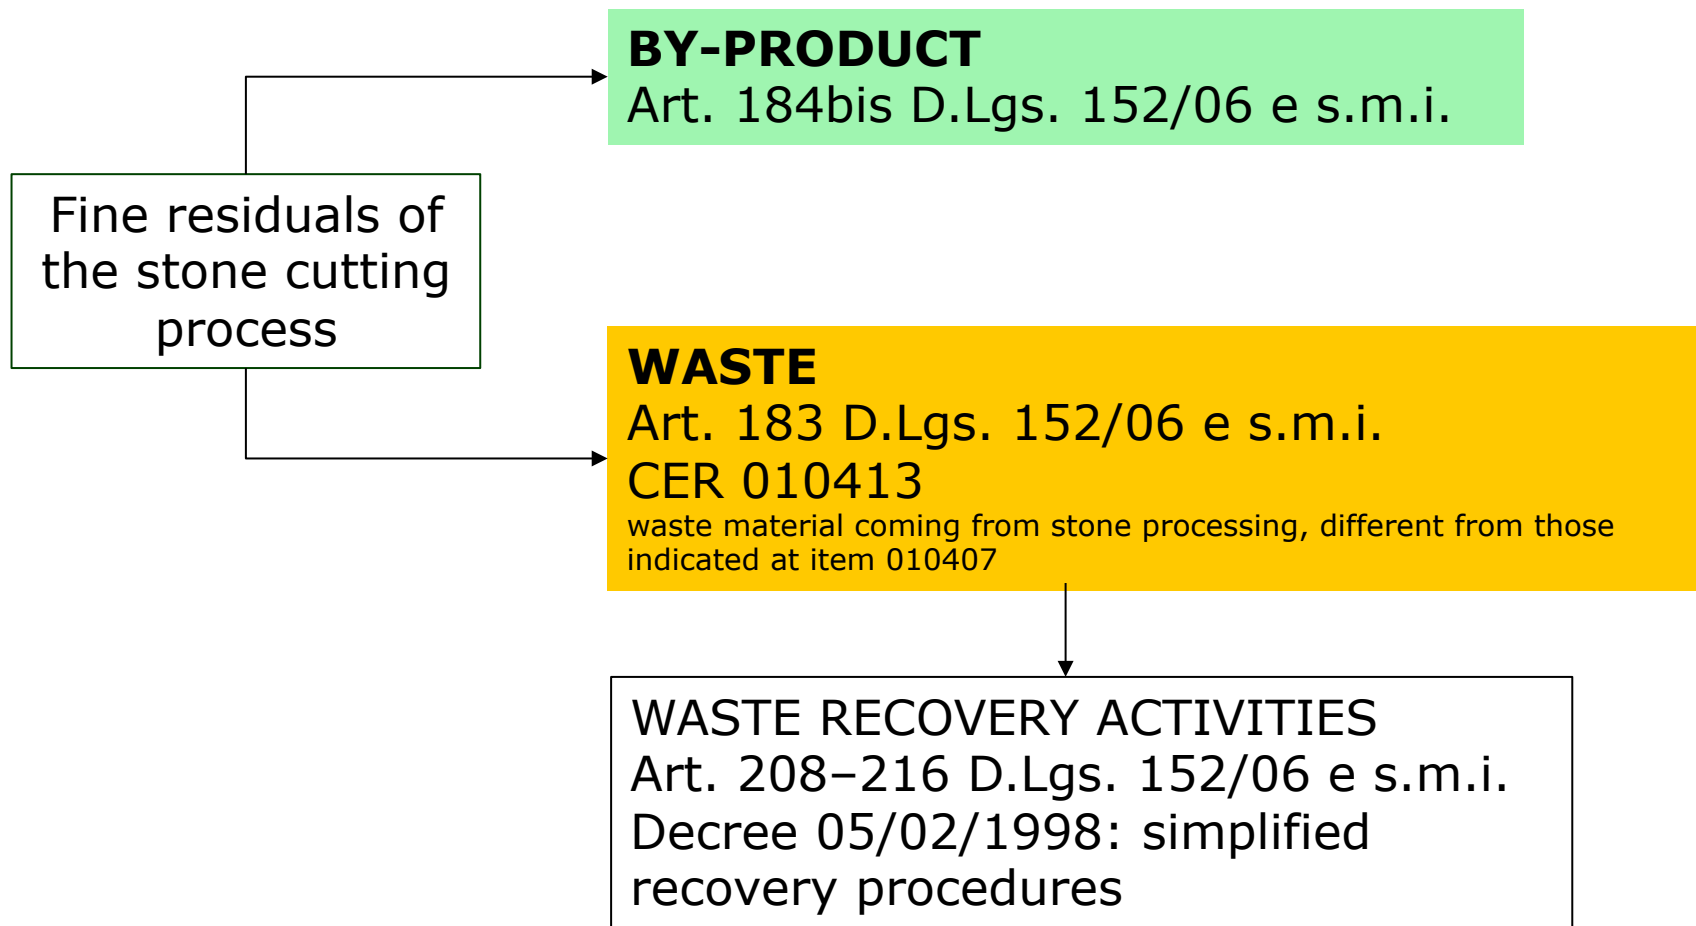 BY-PRODUCT
Art. 184bis D.Lgs. 152/06 e s.m.i.
Fine residuals of
the stone cutting
process
WASTE
Art. 183 D.Lgs. 152/06 e s.m.i.
CER 010413
waste material coming from stone processing, different from those
indicated at item 010407
WASTE RECOVERY ACTIVITIES
Art. 208–216 D.Lgs. 152/06 e s.m.i.
Decree 05/02/1998: simplified
recovery procedures